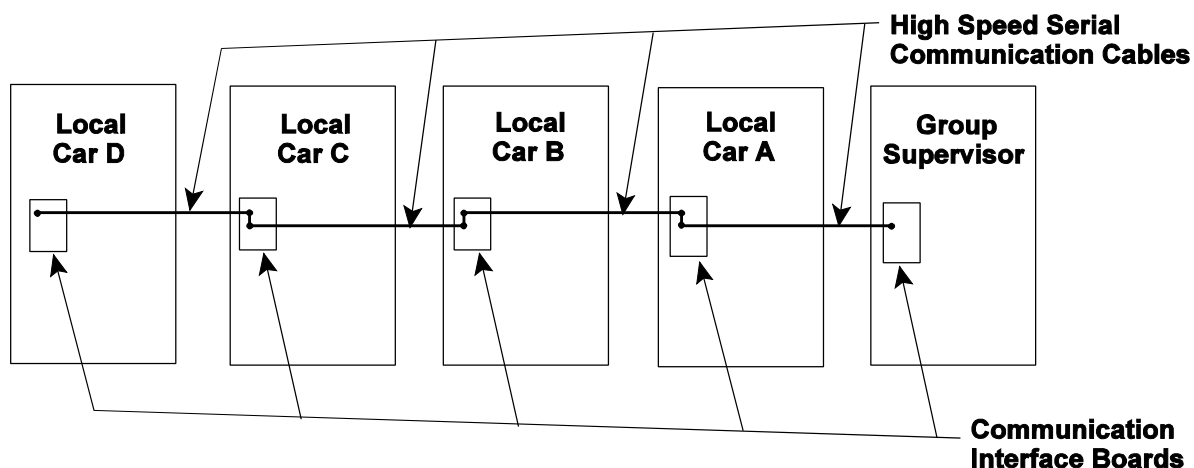 High Speed Serial
Communication Cables
Local
Car D
Local
Car C
Local
Car B
Local
Car A
Group
Supervisor
Communication
Interface Boards